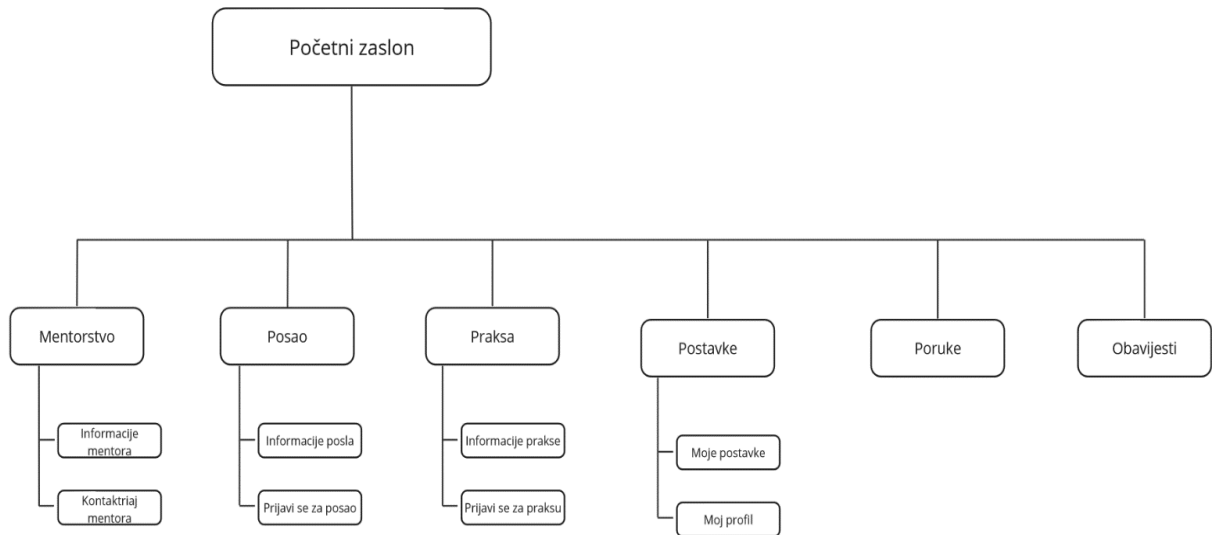 Početni zaslon
Mentorstvo
Posao
Praksa
Postavke
Poruke
Obavijesti
Informacije
mentora
Informacije posla
Informacije prakse
Moje postavke
Kontaktriaj
mentora
Prijavi se za posao
Prijavi se za praksu
Moj profil